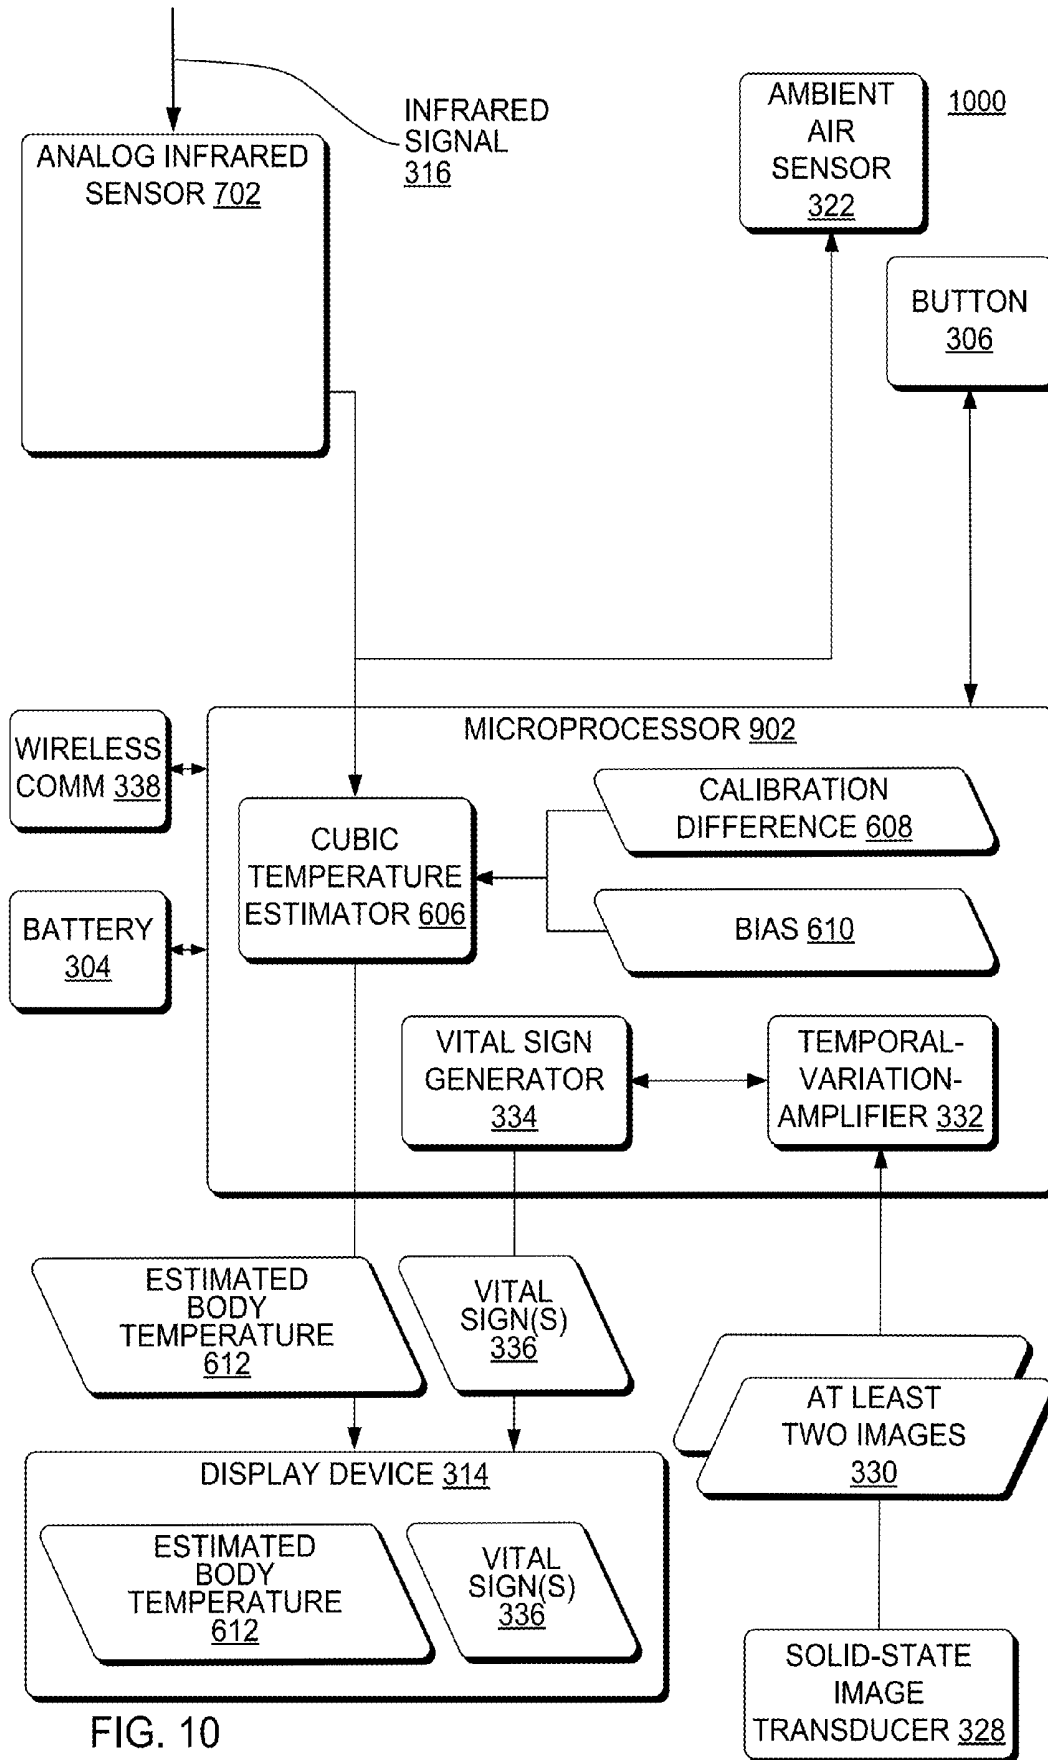 INFRARED
SIGNAL
316
AMBIENT
AIR
SENSOR
322
1000
ANALOG INFRARED
SENSOR 702
BUTTON
306
MICROPROCESSOR 902
WIRELESS
COMM 338
CALIBRATION
DIFFERENCE 608
CUBIC
TEMPERATURE
ESTIMATOR 606
BATTERY
304
BIAS 610
VITAL SIGN
GENERATOR
334
TEMPORAL-
VARIATION-
AMPLIFIER 332
ESTIMATED
BODY
TEMPERATURE
612
VITAL
SIGN(S)
336
AT LEAST
TWO IMAGES
330
DISPLAY DEVICE 314
ESTIMATED
BODY
TEMPERATURE
612
VITAL
SIGN(S)
336
SOLID-STATE
IMAGE
TRANSDUCER 328
FIG. 10